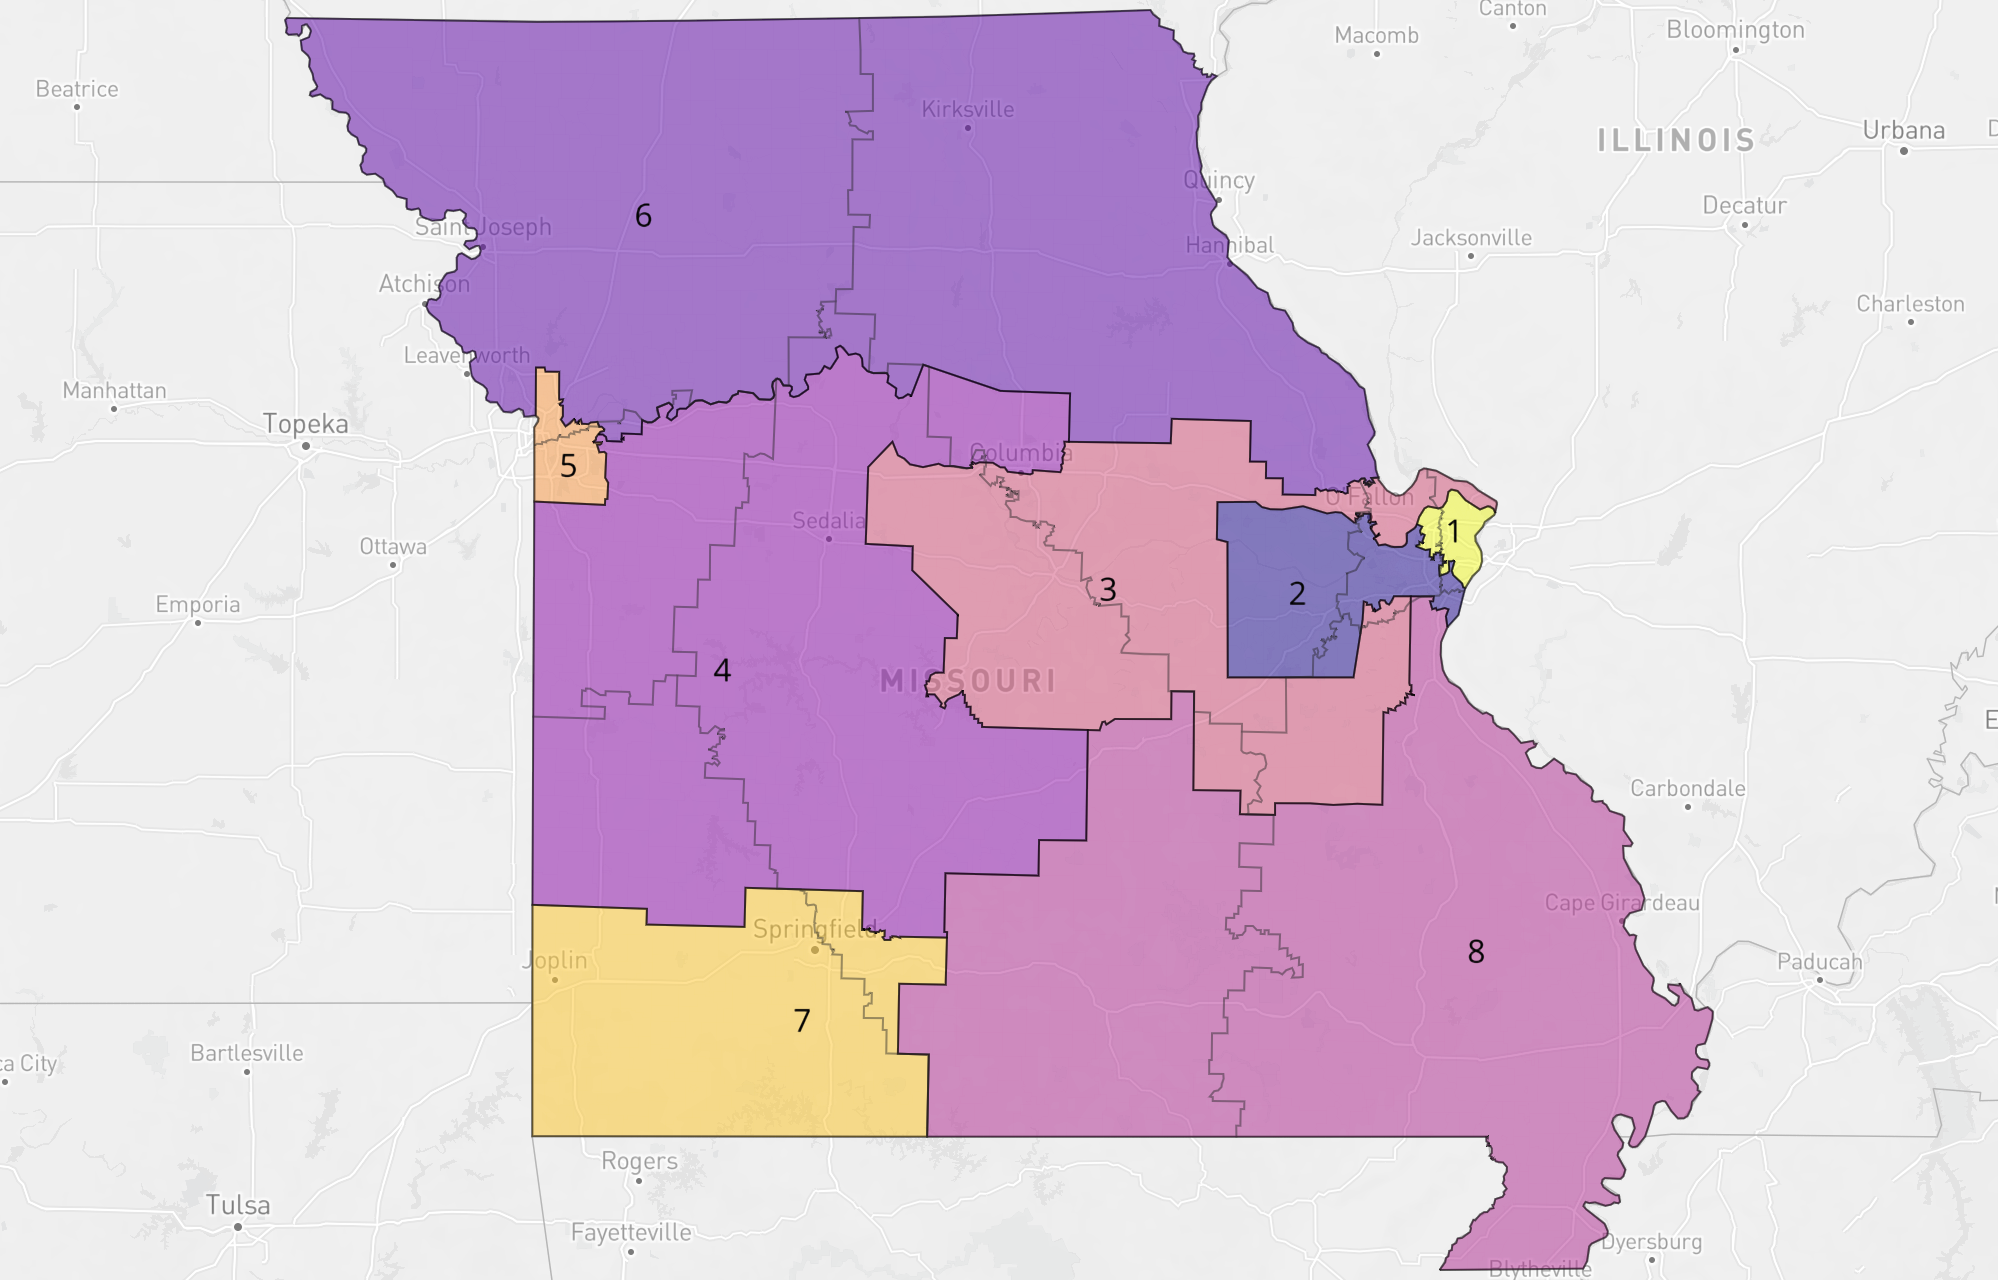 Canton
Macomb
Bloomington
Beatrice
Kirksville
ILLINOIS
Urbana
D
Quincy
Decatur
6
Saint Joseph
Hannibal
Jacksonville
Atchison
Charleston
Leavenworth
Manhattan
Topeka
Columbia
5
O'Fallon
Sedalia
1
Ottawa
3
2
Emporia
4
MISSOURI
E
Carbondale
Cape Girardeau
Springfield
8
Joplin
Paducah
7
Bartlesville
ca City
Rogers
Tulsa
Fayetteville
Dyersburg
Blytheville